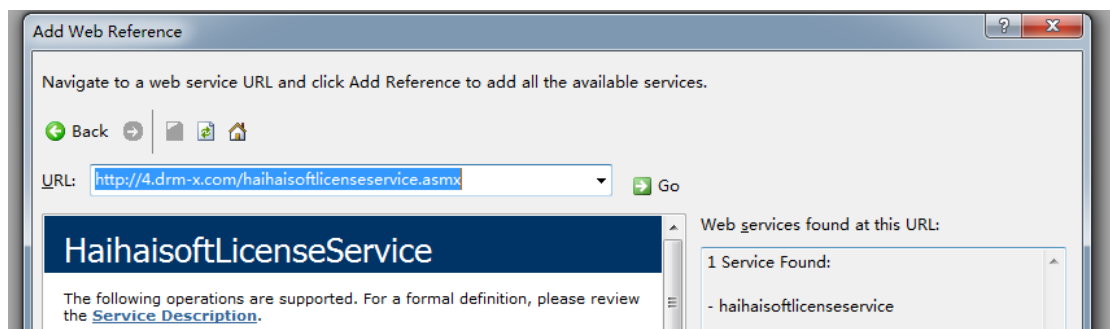 Add Web Reference
Navigate to a web service URL and click Add Reference to add all the available services.
Back
URL: http://4.drm-x.com/haihaisoftlicenseservice.asmx Go
HaihaisoftLicenseService
The following operations are supported. For a formal definition, please review
the Service Description.
Web services found at this URL:
1 Service Found:
- haihaisoftlicenseservice